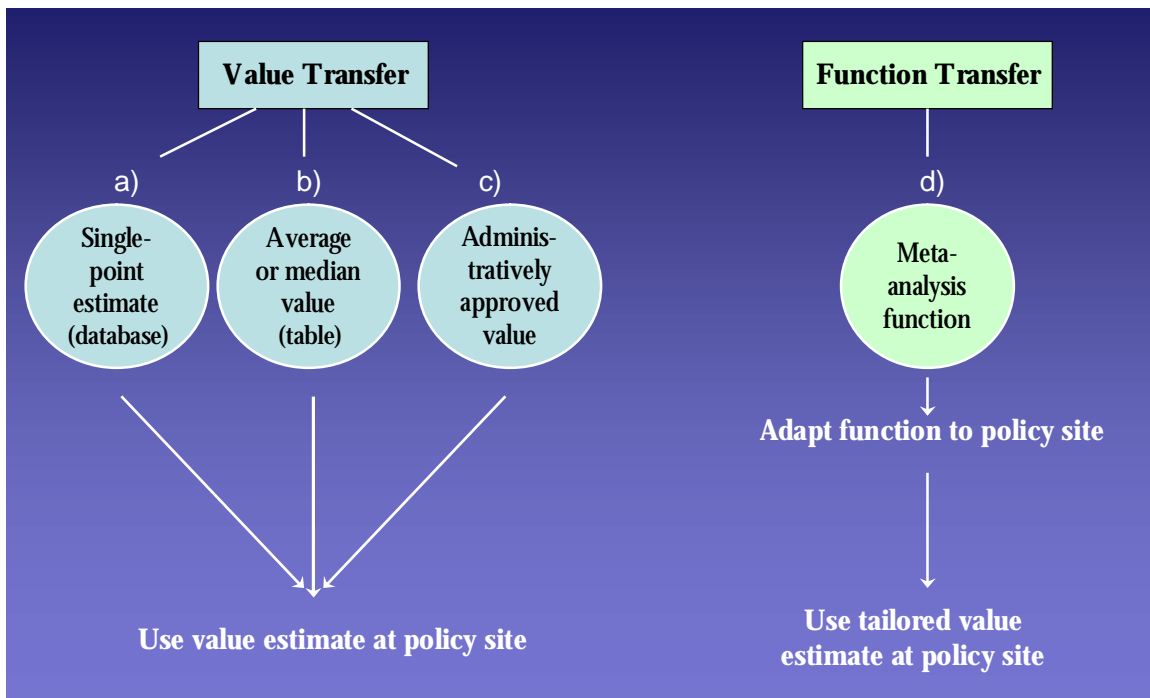 Value Transfer
Function Transfer
a)
b)
c)
d)
Single-
point
estimate
(database)
Average
or median
value
(table)
Adminis-
tratively
approved
value
Meta-
analysis
function
Adapt function to policy site
Use value estimate at policy site
Use tailored value
estimate at policy site